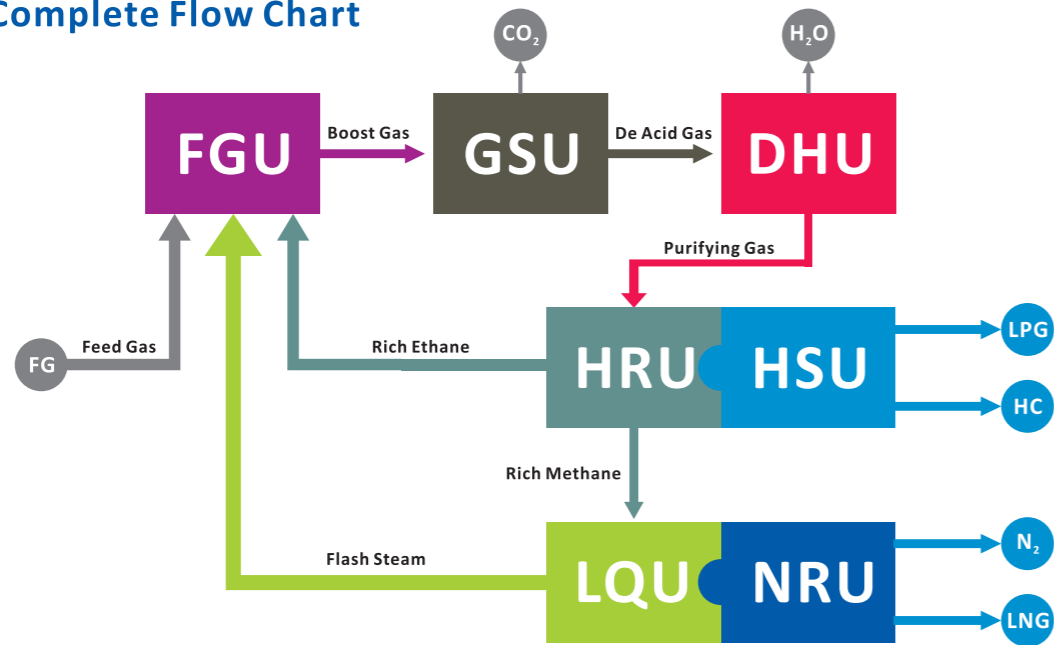 Complete Flow Chart
CO₂
H₂O
FGU
Boost Gas
GSU
De Acid Gas
DHU
Purifying Gas
FG
Feed Gas
Rich Ethane
HRU
HSU
LPG
HC
Rich Methane
Flash Steam
LQU
NRU
N₂
LNG